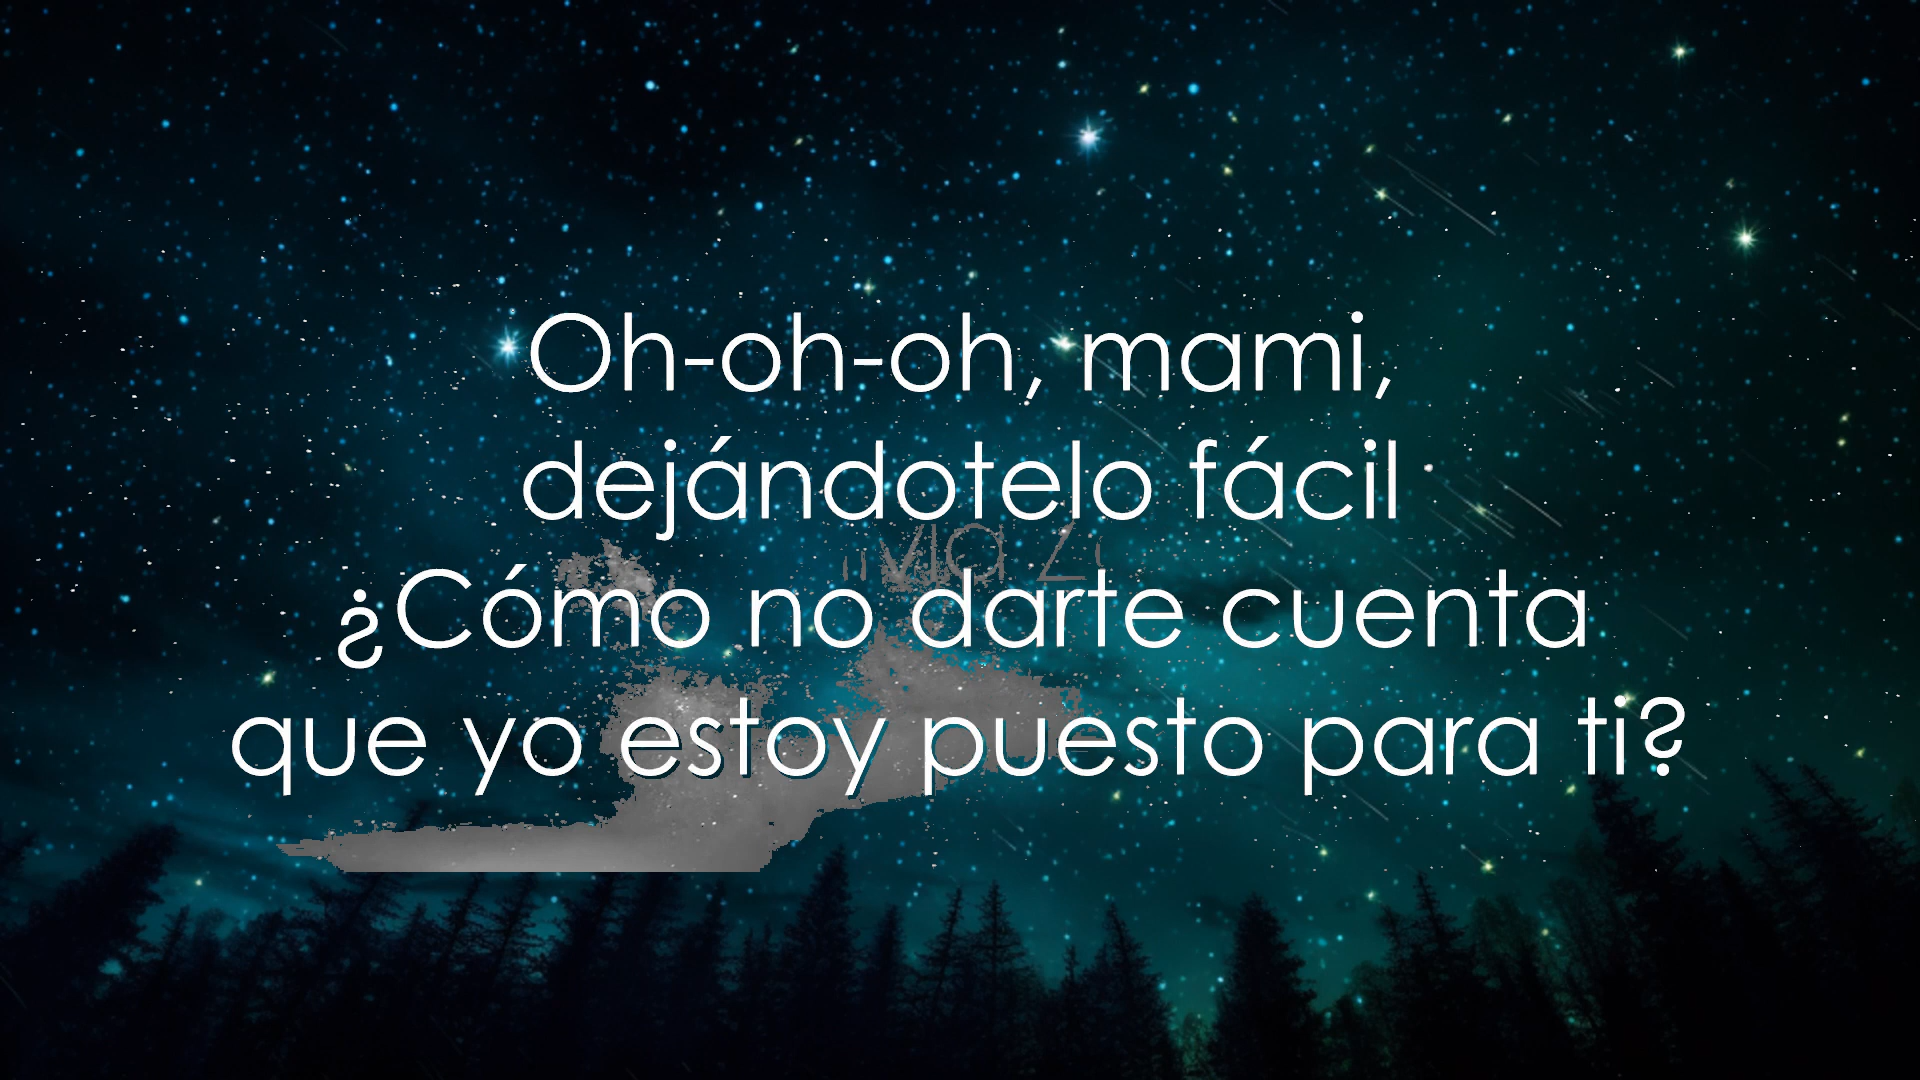 Oh-oh-oh, mami,
dejándotelo fácil
¿Cómo no darte cuenta
que yo estoy puesto para ti?